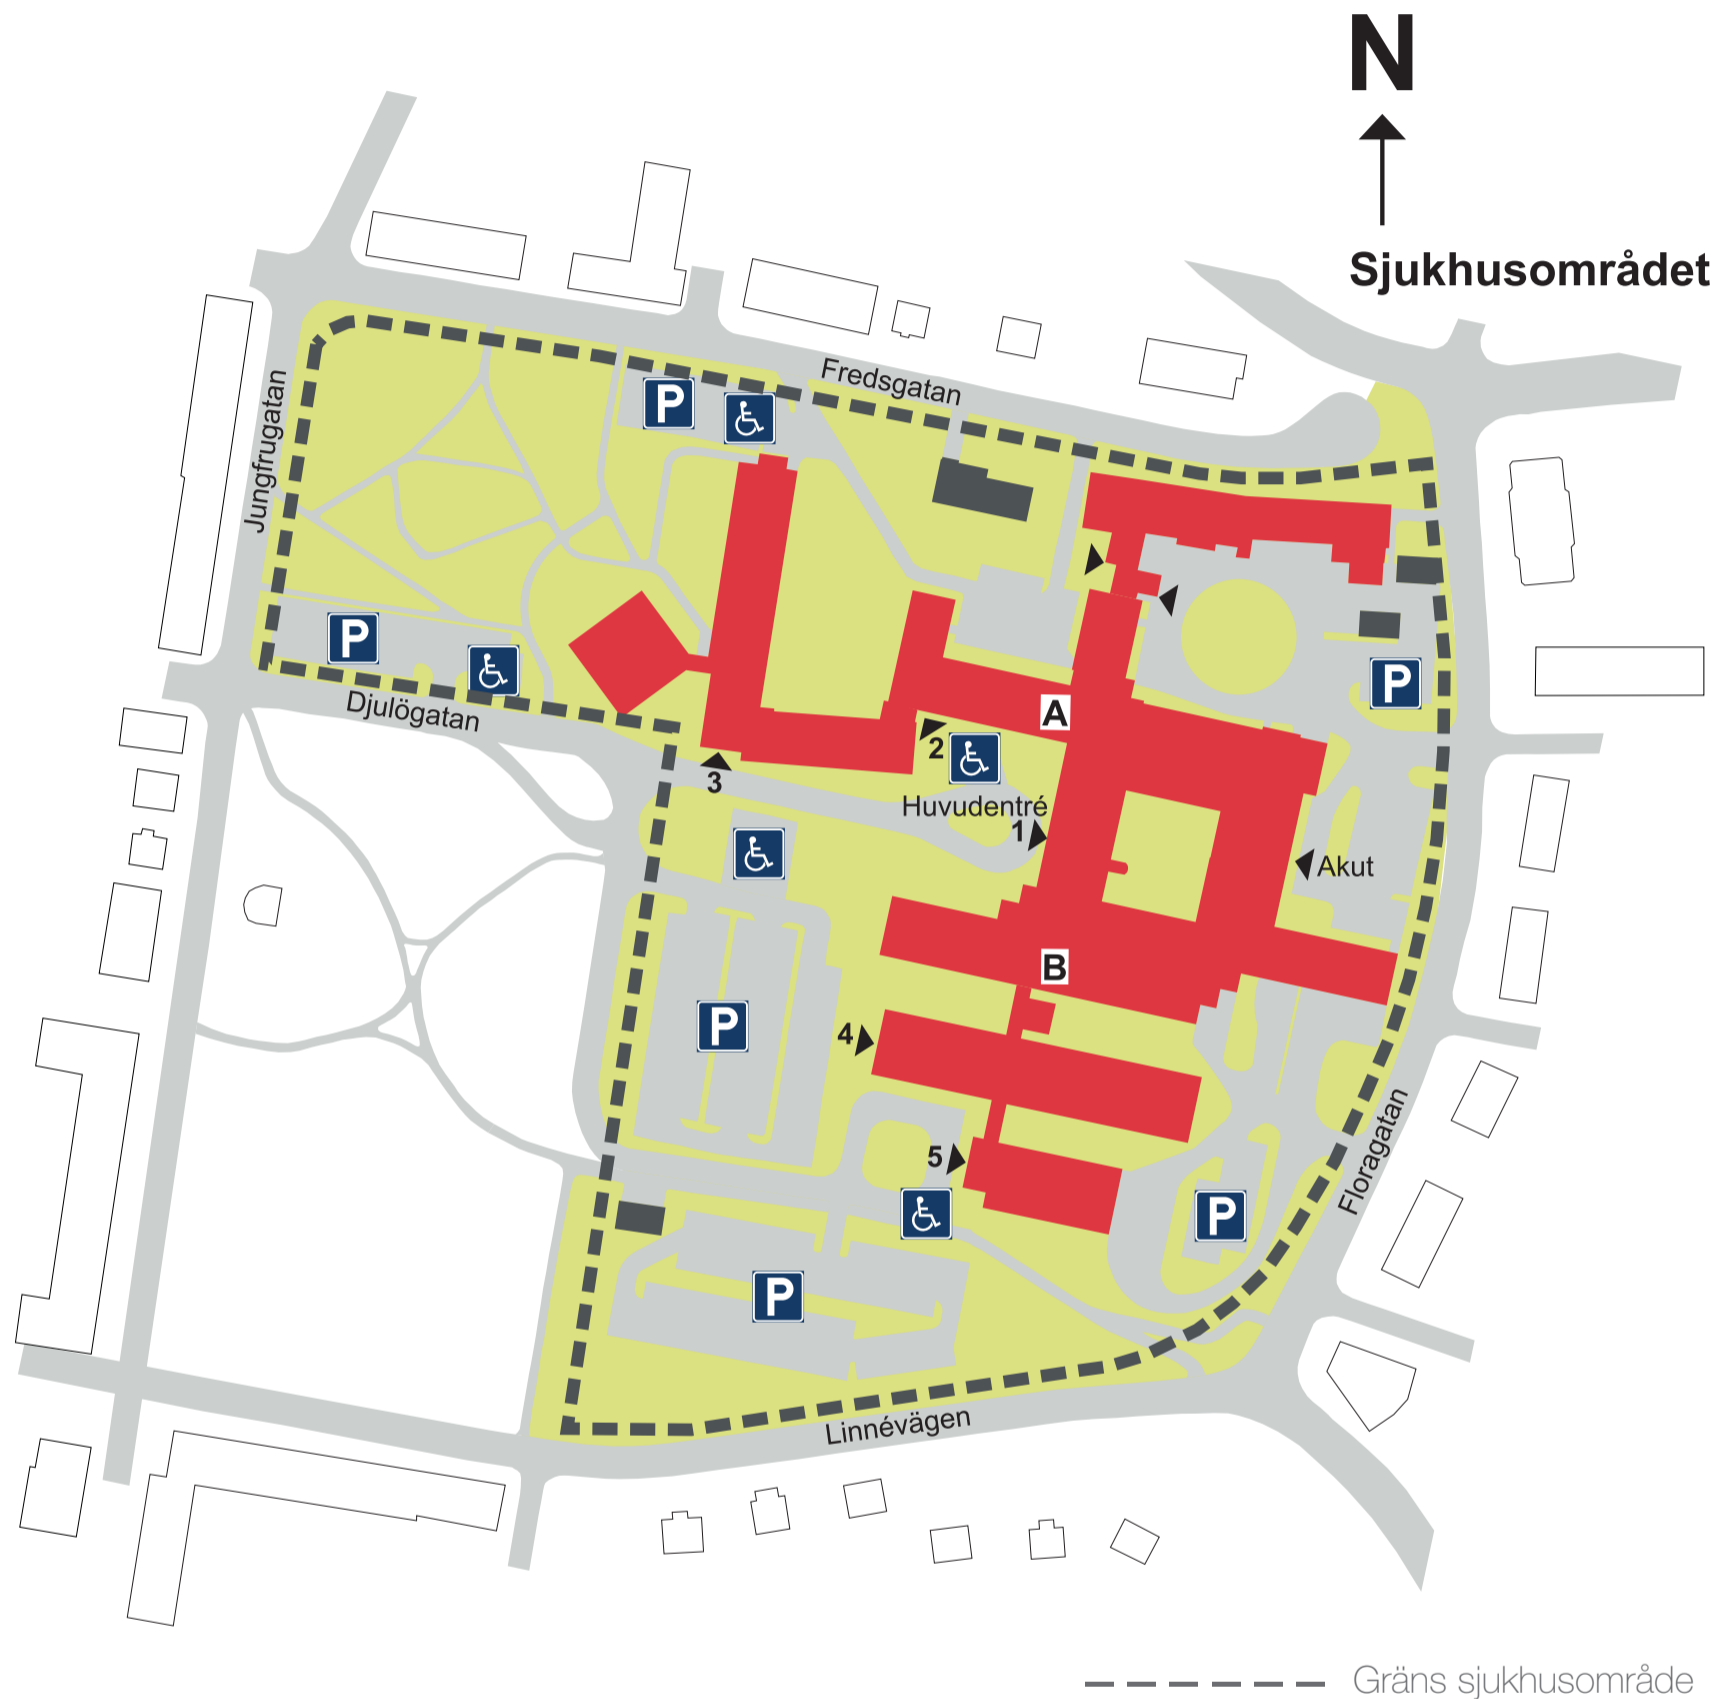 N
Sjukhusområdet
Fredsgatan
P
Jungfrugatan
P
P
Djulögatan
A
2
3
Huvudentré
1
Akut
B
P
4
5
Floragatan
P
P
Linnévägen
Gräns sjukhusområde